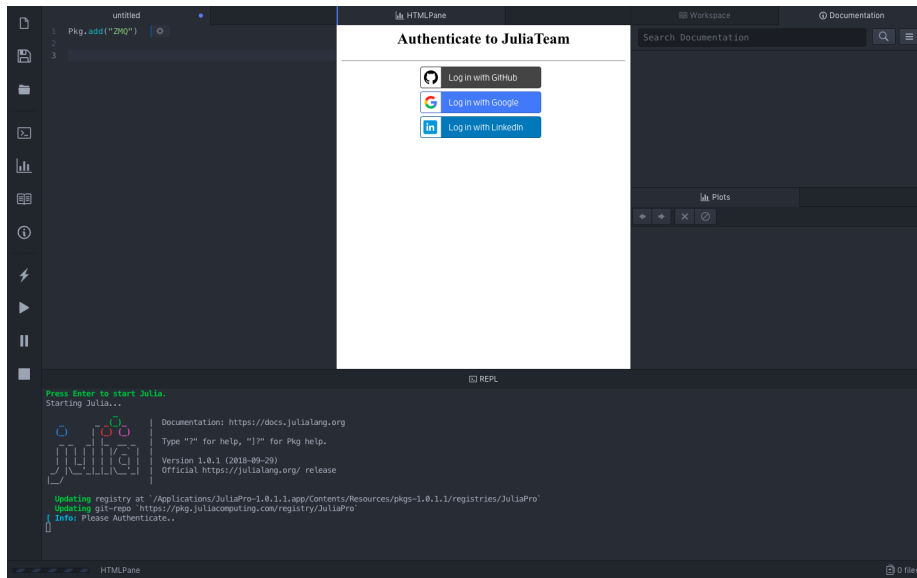 untitled
HTMLPane
Workspace
Documentation
1 Pkg.add("ZMQ")
2
3
Authenticate to JuliaTeam
Log in with GitHub
Log in with Google
in Log in with LinkedIn
Search Documentation
Plots
REPL
Press Enter to start Julia.
Starting Julia...
Documentation: https://docs.julialang.org
Type "?" for help, "]?" for Pkg help.
Version 1.0.1 (2018-09-29)
Official https://julialang.org/ release
Updating registry at `/Applications/JuliaPro-1.0.1.1.app/Contents/Resources/pkgs-1.0.1.1/registries/JuliaPro`
Updating git-repo `https://pkg.juliacomputing.com/registry/JuliaPro`
[ Info: Please Authenticate..
HTMLPane
0 files